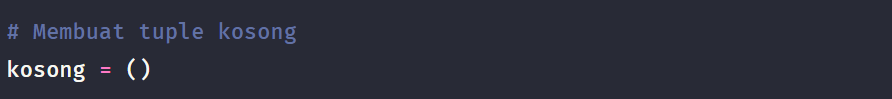 # Membuat tuple kosong
kosong = ()